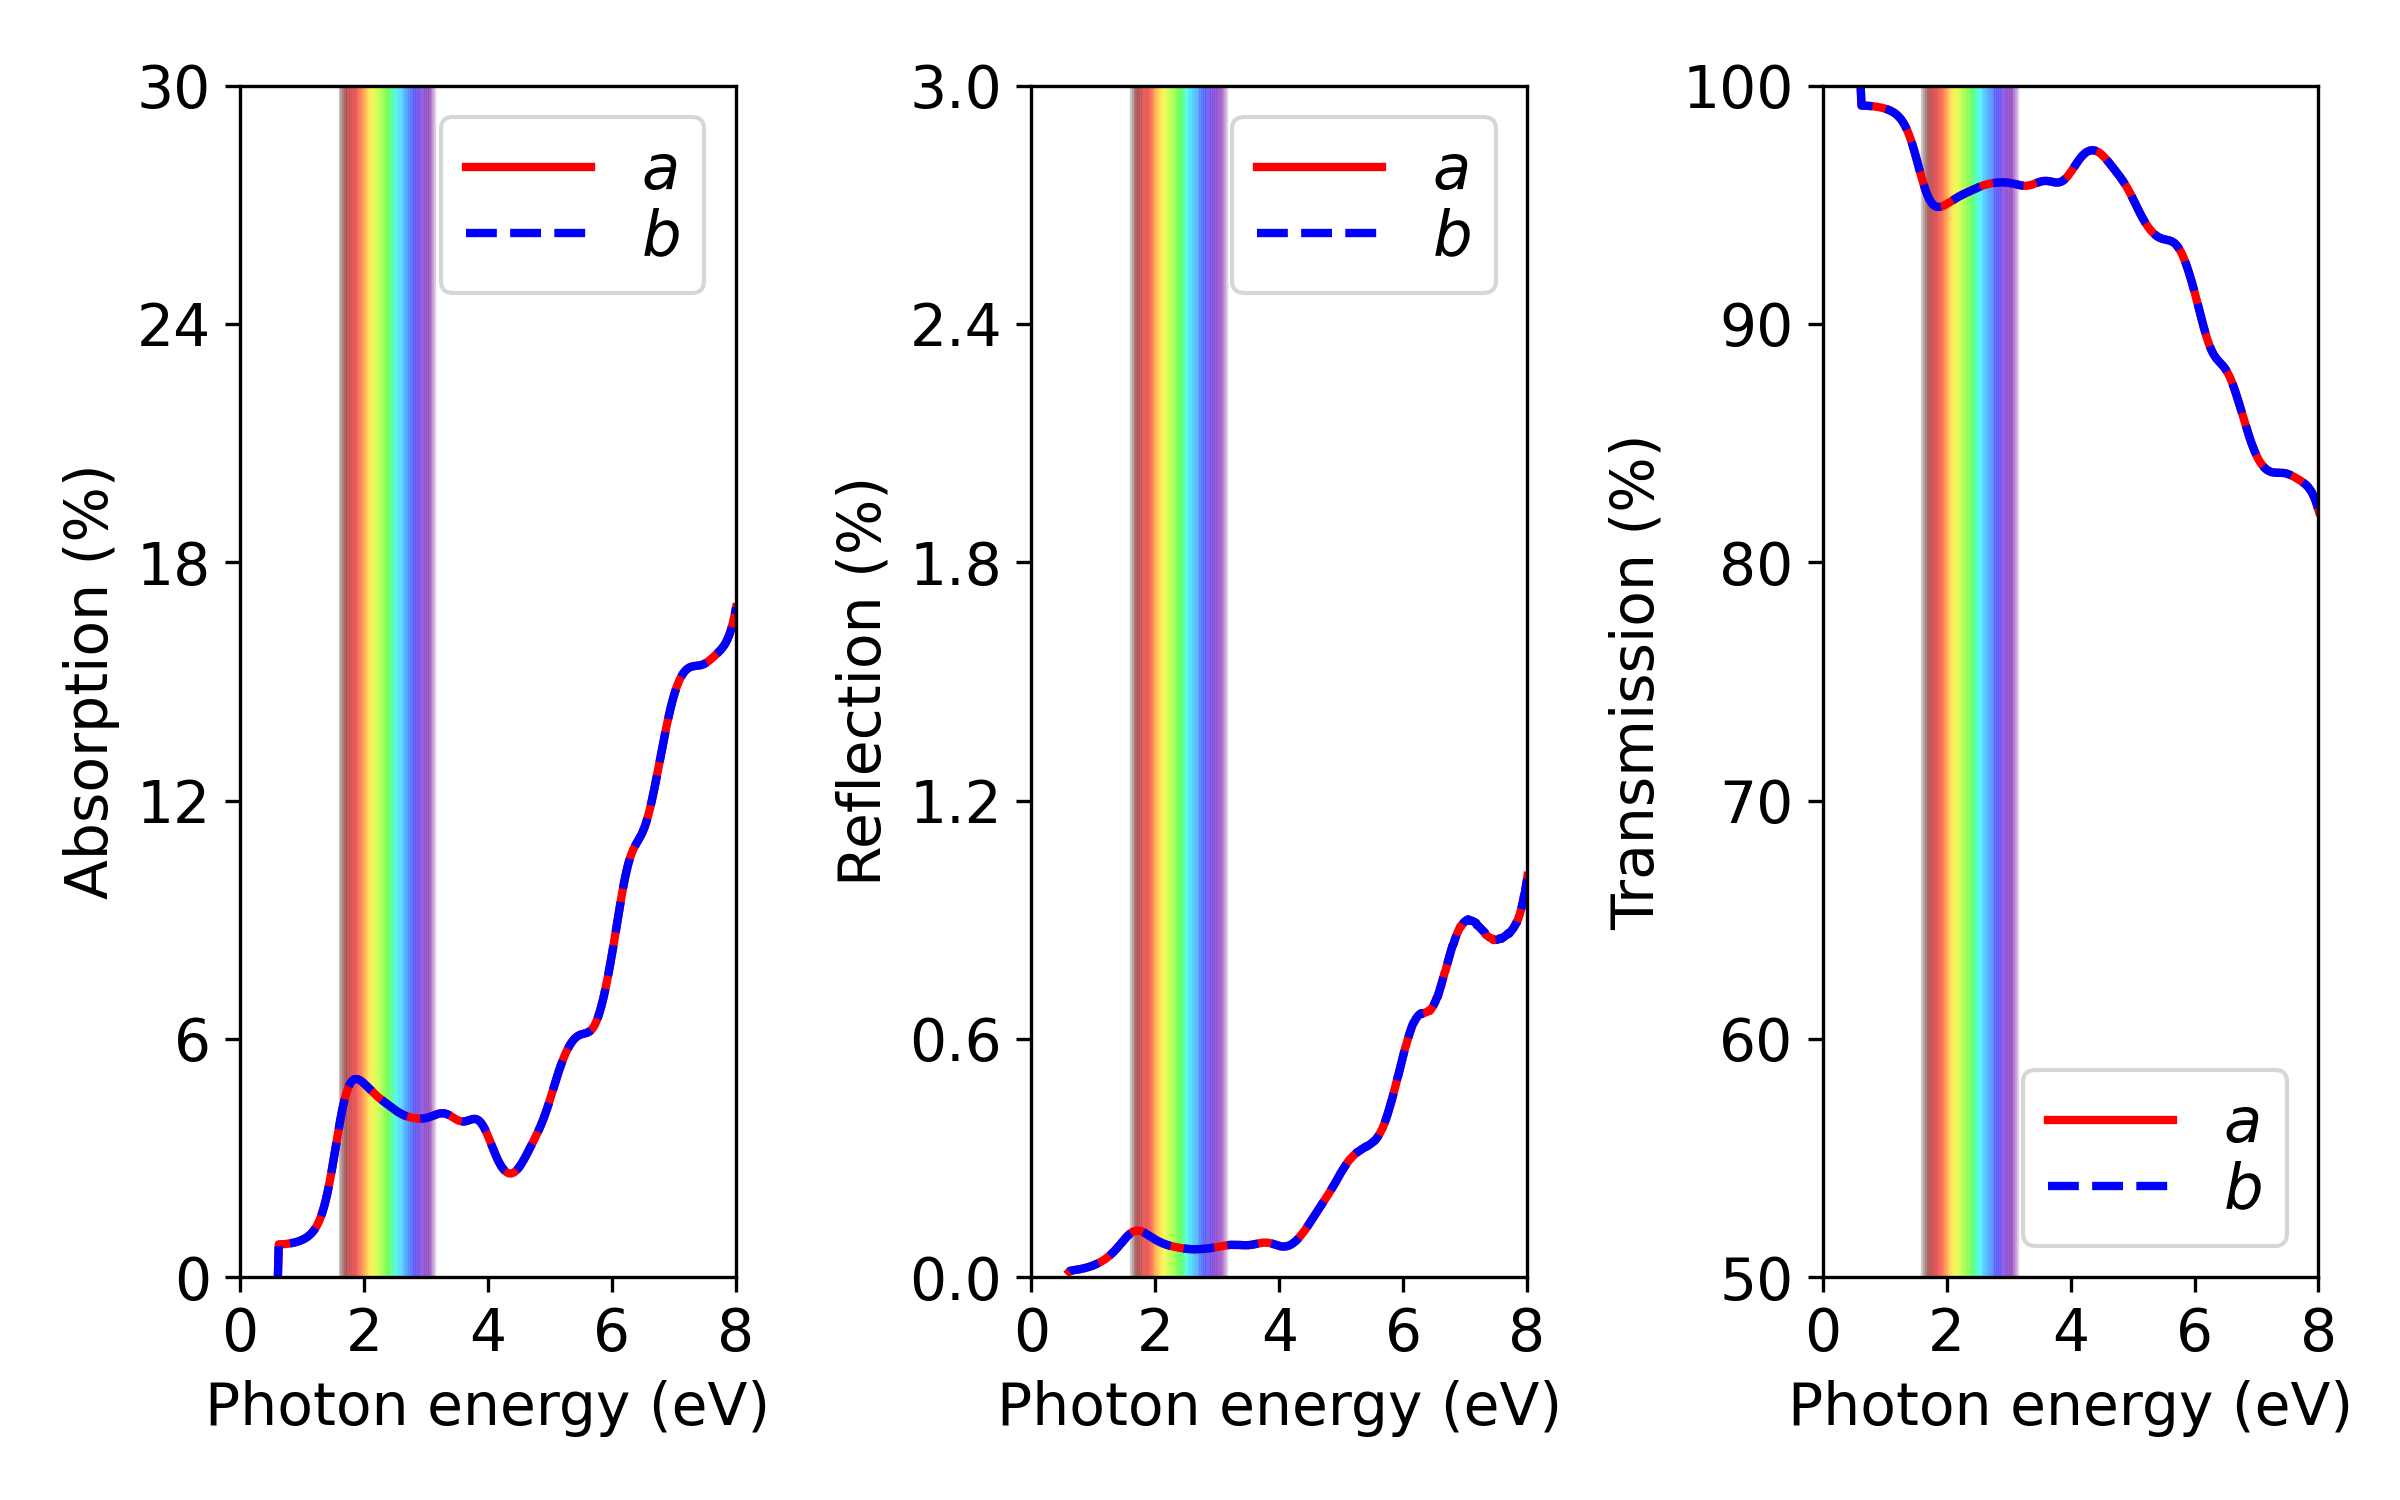 Absorption (%)
30
24
18
12
6
0
0 2 4 6 8
Photon energy (eV)
a
b
Reflection (%)
3.0
2.4
1.8
1.2
0.6
0.0
0 2 4 6 8
Photon energy (eV)
a
b
Transmission (%)
100
90
80
70
60
50
0 2 4 6 8
Photon energy (eV)
a
b